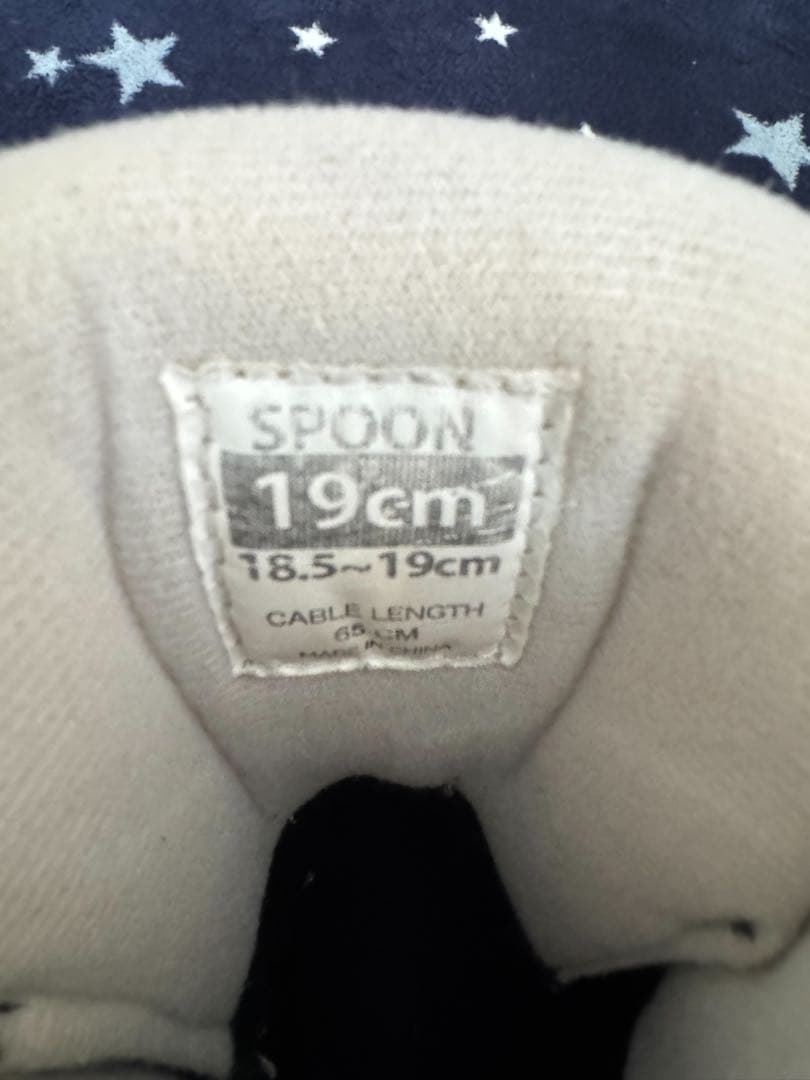 SPOON
19cm
18.5~19cm
CABLE LENGTH
65 CM
MADE IN CHINA